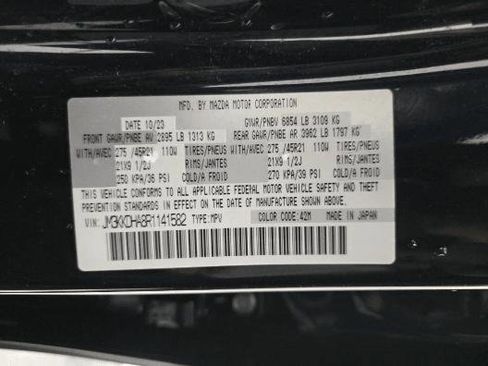 MFD. BY MAZDA MOTOR CORPORATION
DATE 10/23 GVWR/PNBV 6854 LB 3109 KG
FRONT GAWR/PNBE AV 2895 LB 1313 KG REAR GAWR/PNBE AR 3962 LB 1797 KG
WITH/AVEC 275 /45R21 110W TIRES/PNEUS WITH/AVEC 275 /45R21 110W TIRES/PNEUS
21X9 1/2J RIMS/JANTES 21X9 1/2J RIMS/JANTES
250 KPA/36 PSI COLD/A FROID 270 KPA/39 PSI COLD/A FROID
THIS VEHICLE CONFORMS TO ALL APPLICABLE FEDERAL MOTOR VEHICLE SAFETY AND THEFT
PREVENTION STANDARDS IN EFFECT ON THE DATE OF MANUFACTURE SHOWN ABOVE.
VIN: JM3KKDHA8R1141582 TYPE:MPV COLOR CODE: 42M MADE IN JAPAN